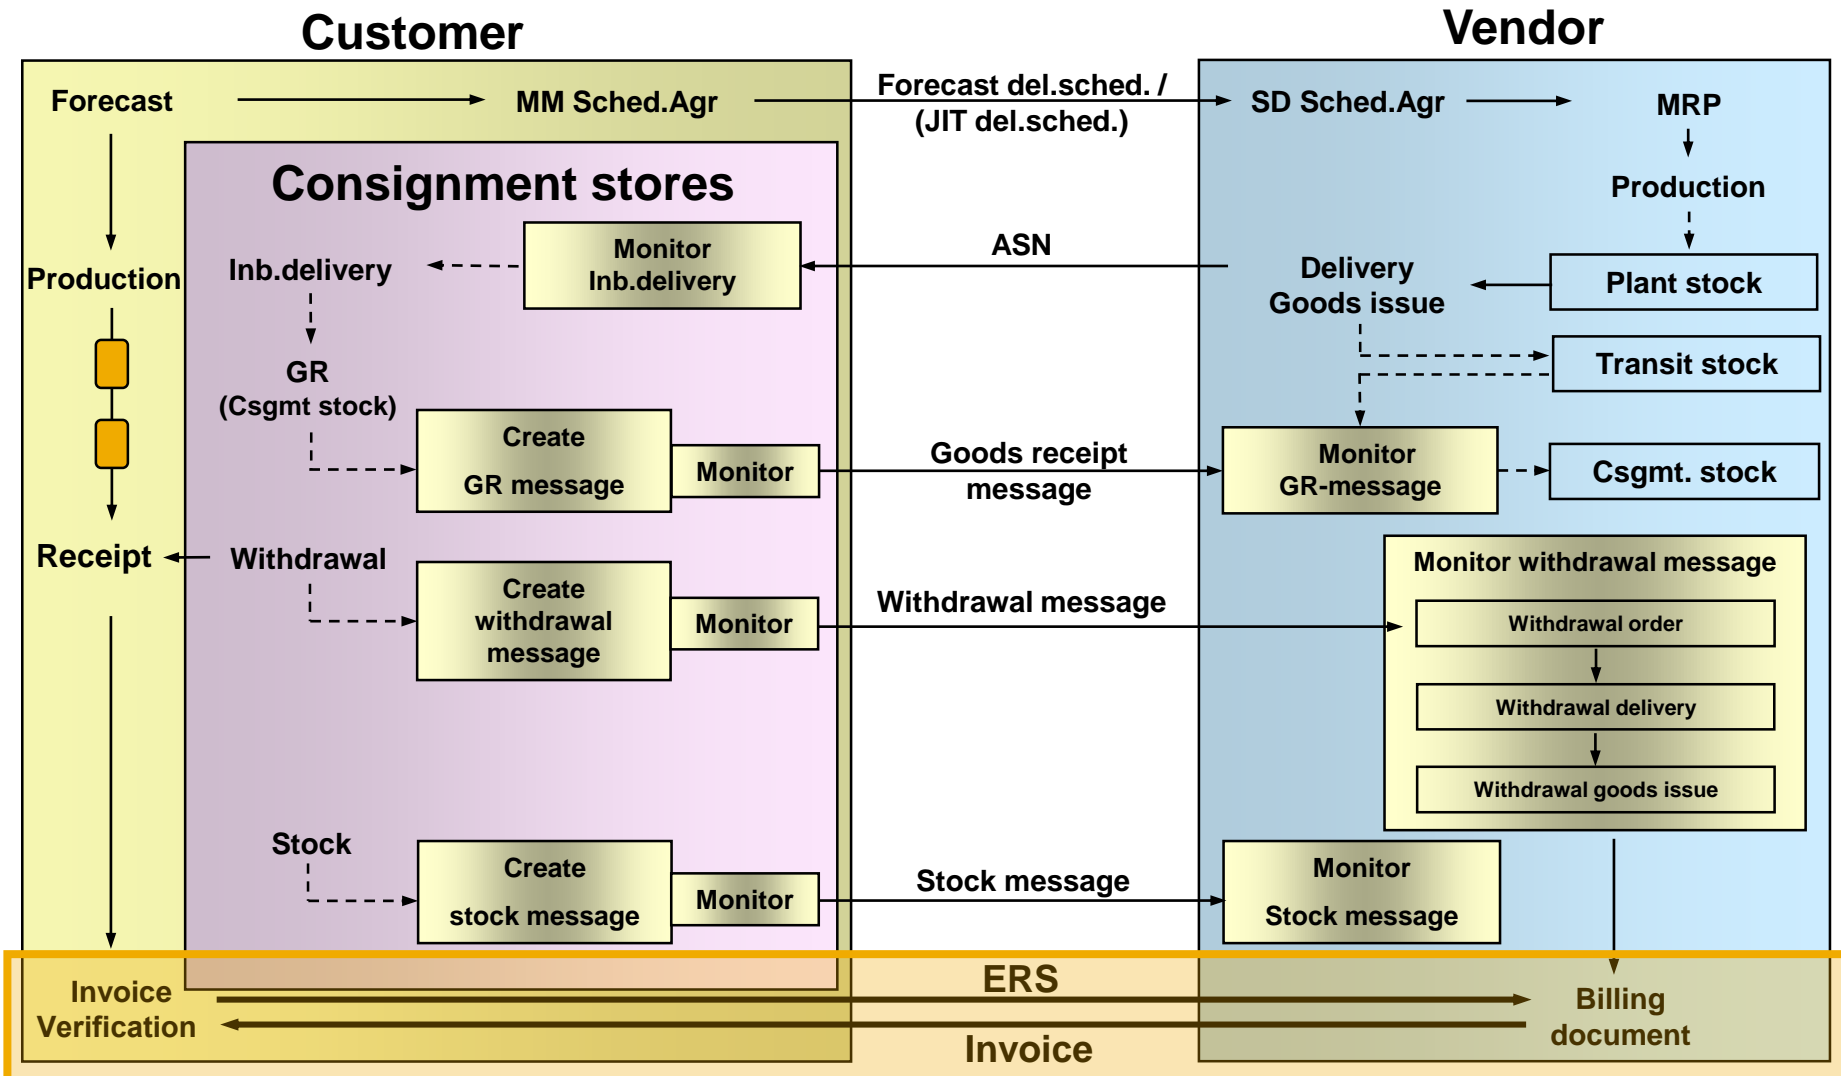 Customer
Vendor
Forecast
MM Sched.Agr
Forecast del.sched. /
(JIT del.sched.)
SD Sched.Agr
MRP
Consignment stores
Production
Monitor
Inb.delivery
ASN
Inb.delivery
Production
Delivery
Goods issue
Plant stock
GR
(Csgmt stock)
Transit stock
Create
GR message
Monitor
Goods receipt
message
Monitor
GR-message
Csgmt. stock
Receipt
Withdrawal
Create
withdrawal
message
Monitor
Withdrawal message
Monitor withdrawal message
Withdrawal order
Withdrawal delivery
Withdrawal goods issue
Stock
Create
stock message
Monitor
Stock message
Monitor
Stock message
Invoice
Verification
ERS
Invoice
Billing
document